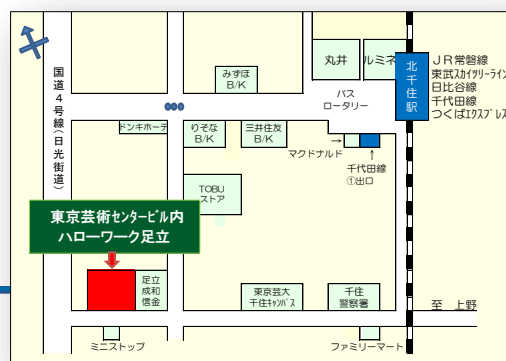 丸井
ルミネ
北千住駅
JR常磐線
東武スカイツリーライン
日比谷線
千代田線
つくばエクスプレス
みずほ
B/K
バス
ロータリー
国道4号線(日光街道)
ドンキホーテ
りそな
B/K
三井住友
B/K
→
マクドナルド
↑
千代田線
①出口
TOBU
ストア
東京芸術センタービル内
ハローワーク足立
足立
成和
信金
東京芸大
千住キャンパス
千住
警察署
至 上野
ミニストップ
ファミリーマート